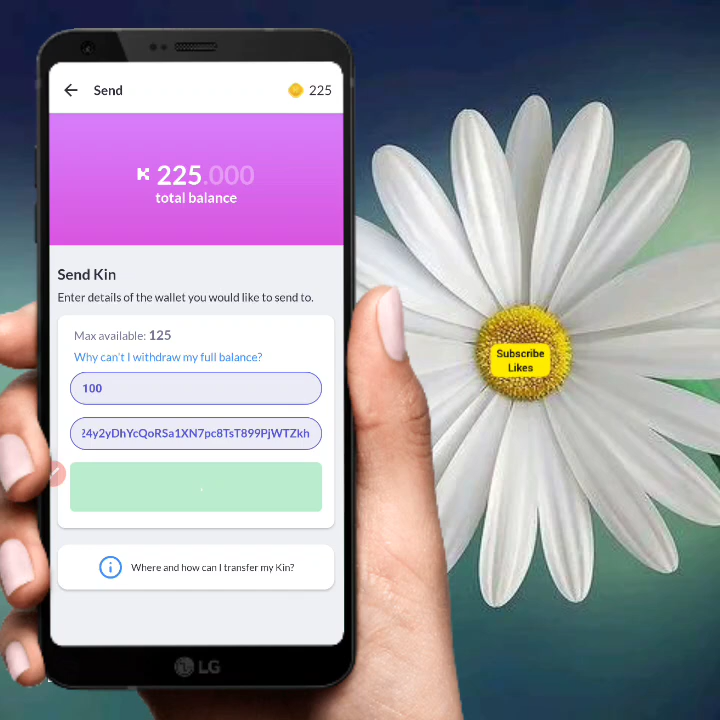 Send
225
225.000
total balance
Send Kin
Enter details of the wallet you would like to send to.
Max available: 125
Why can't I withdraw my full balance?
100
24y2yDhYcQoRSa1XN7pc8TsT899PjWTZkh
Where and how can I transfer my Kin?
LG
Subscribe
Likes